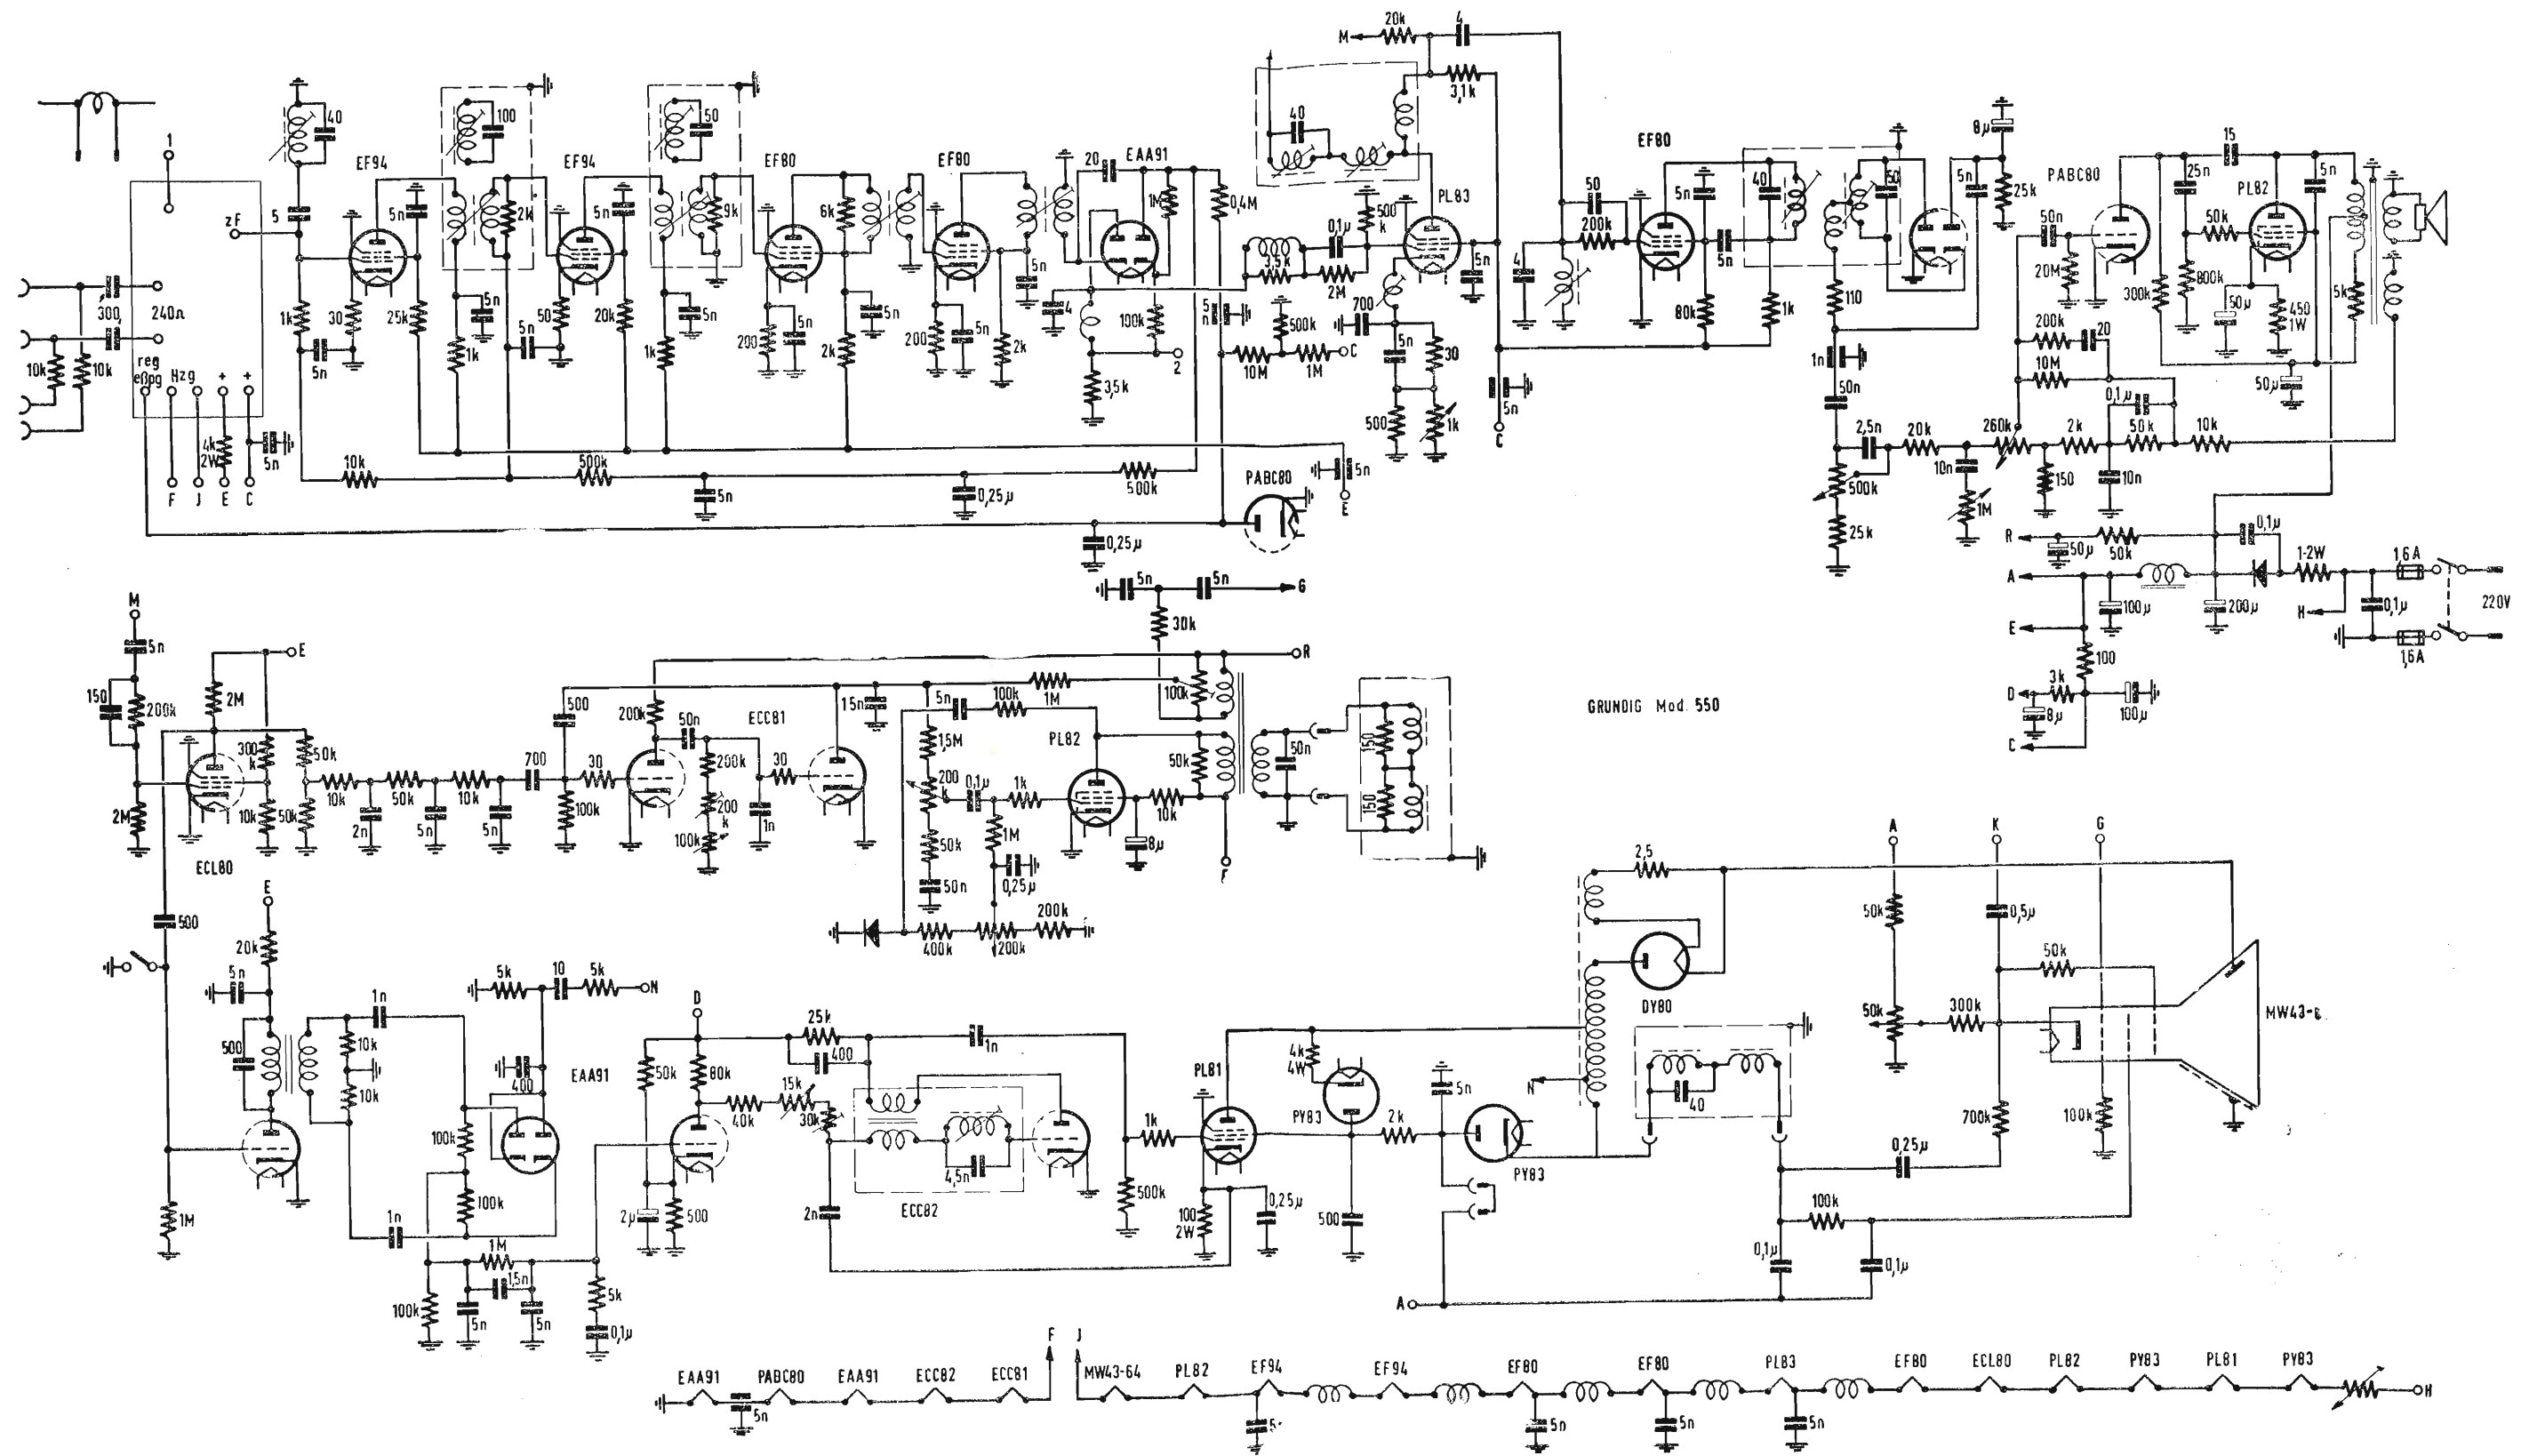 M
20k
4
3,1k
40
1
40
EF94
100
EF94
50
EF80
EF80
20
EAA91
PL83
EF80
8µ
15
PABC80
25n
PL82
5n
zF
5
5n
2k
5n
9k
6k
1M
0,4M
0,1µ
500
k
3,5k
2M
50
200k
5n
40
50
5n
25k
50n
50k
20M
800k
300k
50µ
450
1W
5k
300
240Ω
reg
eßpg
Hzg
+
+
10k
10k
4k
2W
5n
F
J
E
C
1k
30
25k
5n
5n
1k
5n
50
20k
5n
1k
200
5n
5n
2k
200
5n
5n
2k
4
100k
3,5k
2
5
n
500k
10M
1M
C
700
5n
30
500
1k
5n
5n
C
4
5n
80k
1k
110
1n
50n
200k
20
10M
0,1µ
50µ
2,5n
20k
260k
2k
50k
10k
10n
500k
1M
150
10n
25k
10k
500k
5n
0,25µ
500k
5n
E
PABC80
0,25µ
R
50µ
50k
0,1µ
A
1-2W
1,6A
100µ
200µ
H
0,1µ
220V
E
1,6A
100
3k
D
8µ
100µ
C
5n
5n
G
30k
R
M
5n
E
150
200k
2M
300
k
50k
2M
10k
50k
10k
2n
50k
5n
10k
5n
700
500
100k
30
200k
50n
ECC81
200k
200
k
100k
30
1n
15n
1,5M
200
k
50k
50n
5n
100k
1M
100k
PL82
0,1µ
1k
1M
0,25µ
10k
8µ
50k
50n
150
150
F
GRUNDIG Mod. 550
ECL80
400k
200k
200k
E
500
20k
5n
500
1M
1n
10k
10k
1n
5k
10
5k
N
400
EAA91
100k
100k
1M
1,5n
100k
5n
5n
5k
0,1µ
D
50k
80k
25k
400
1n
40k
15k
30k
4,5n
ECC82
2µ
500
2n
500k
1k
PL81
100
2W
0,25µ
4k
4W
PY83
500
2k
5n
PY83
N
2,5
DY80
40
A
K
G
50k
0,5µ
50k
50k
300k
700k
100k
0,25µ
100k
0,1µ
0,1µ
A
EAA91
5n
PABC80
EAA91
ECC82
ECC81
F
J
MW43-64
PL82
EF94
EF94
EF80
5n
EF80
5n
PL83
5n
EF80
ECL80
PL82
PY83
PL81
PY83
H